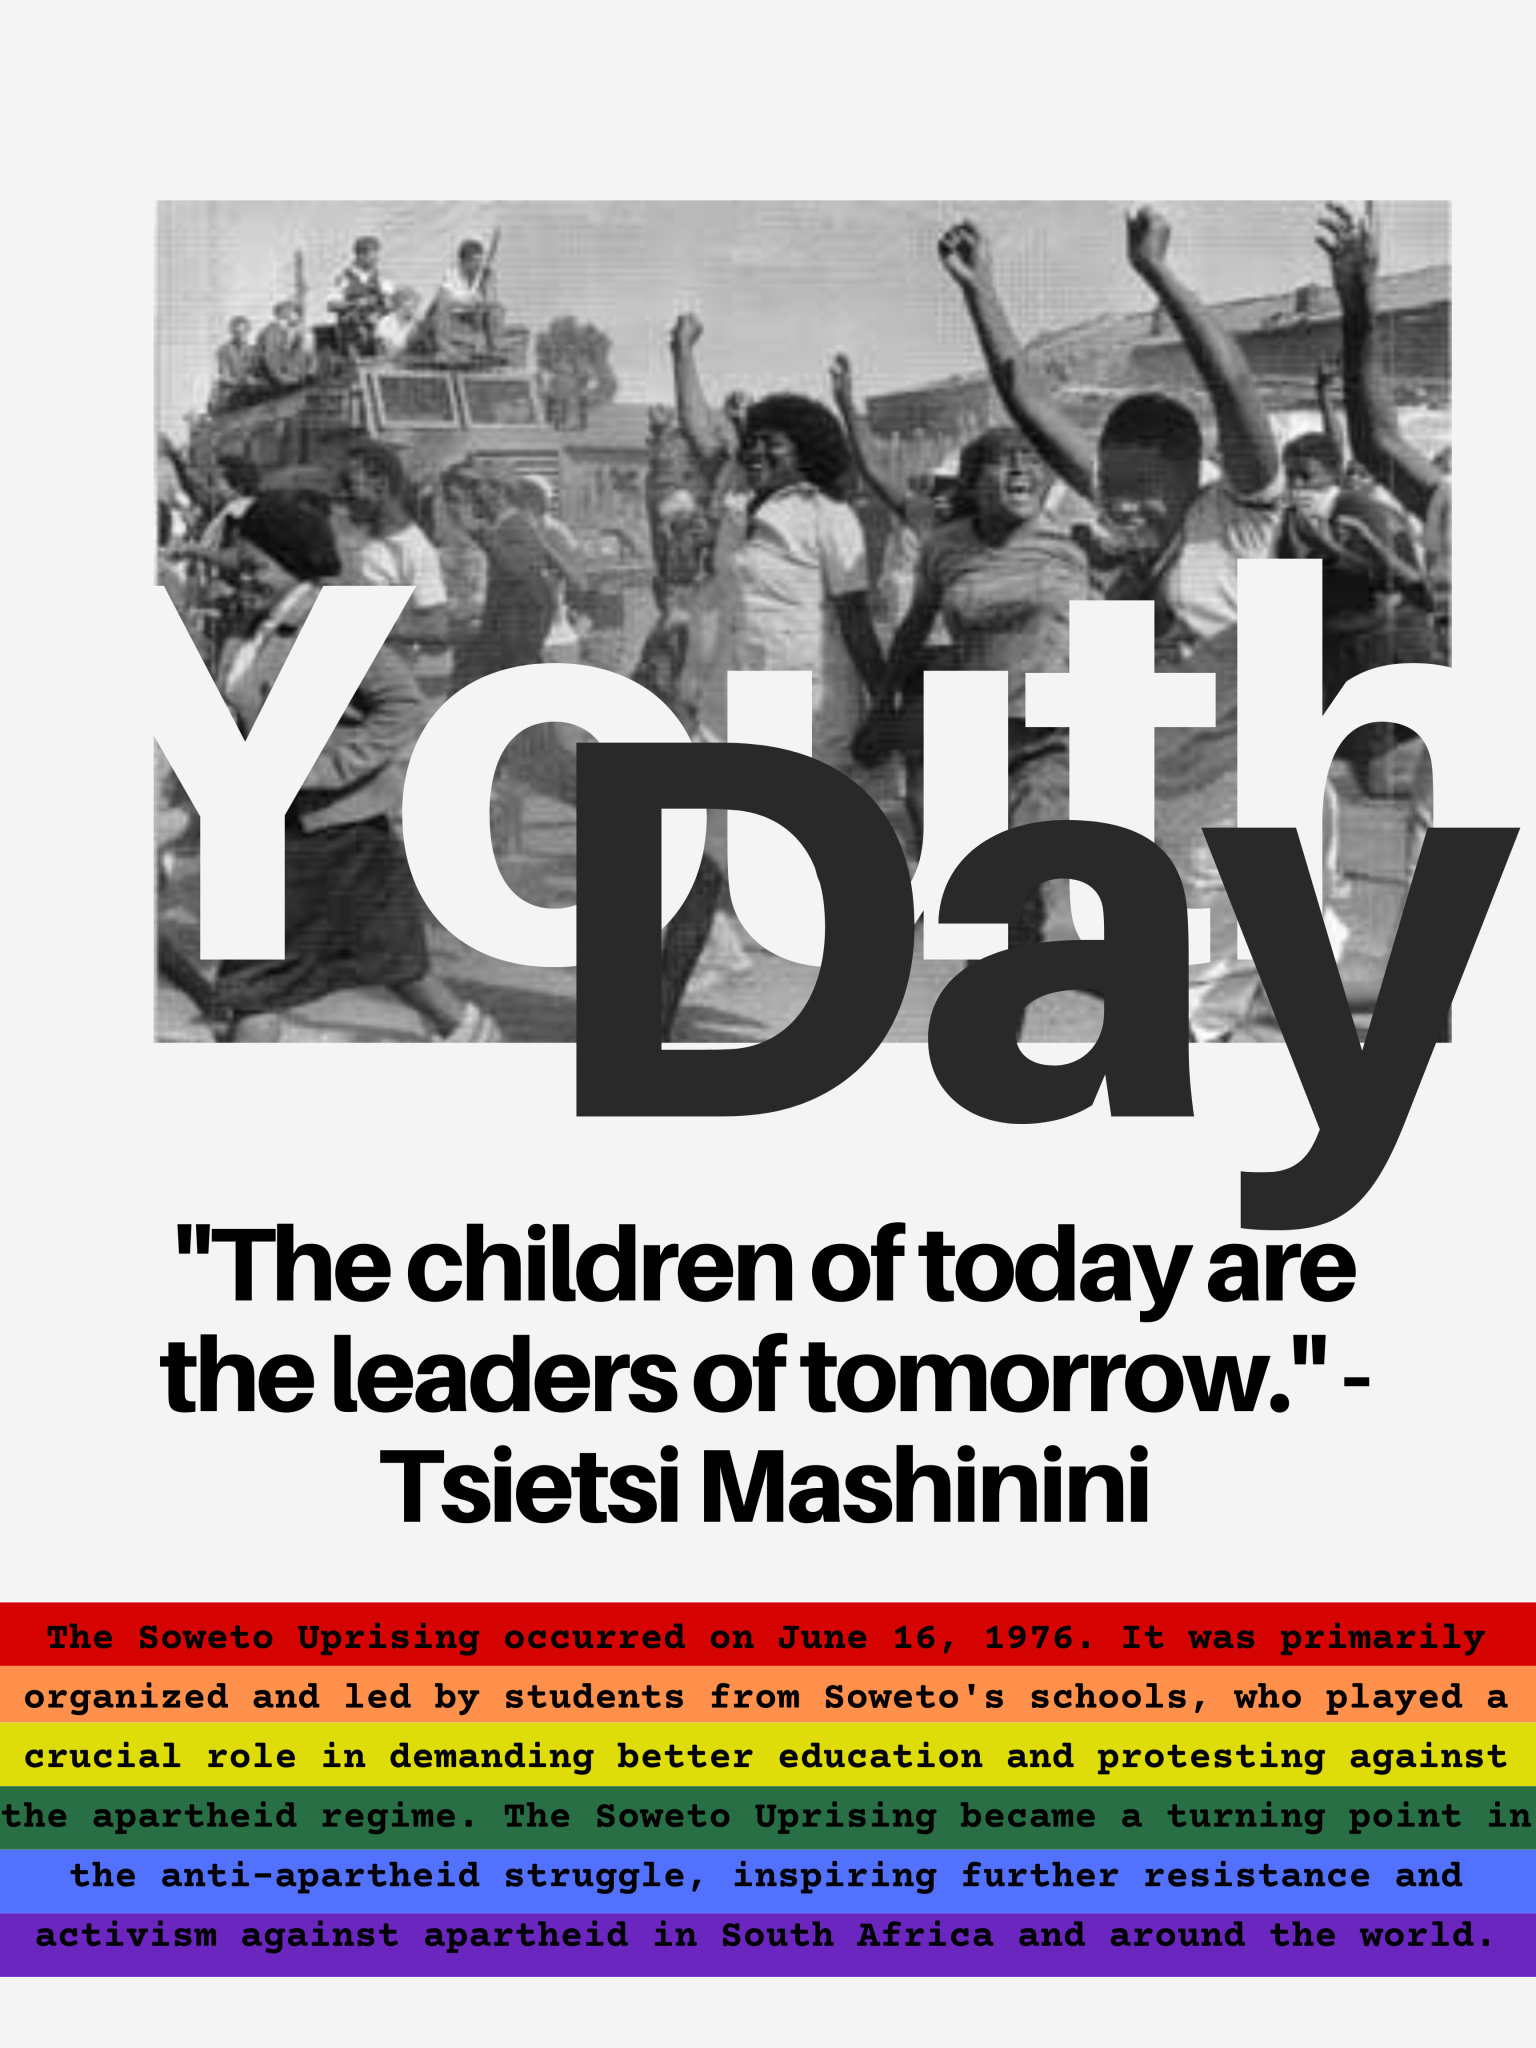 Youth
Day
"The children of today are
the leaders of tomorrow." -
Tsietsi Mashinini
The Soweto Uprising occurred on June 16, 1976. It was primarily
organized and led by students from Soweto's schools, who played a
crucial role in demanding better education and protesting against
the apartheid regime. The Soweto Uprising became a turning point in
the anti-apartheid struggle, inspiring further resistance and
activism against apartheid in South Africa and around the world.